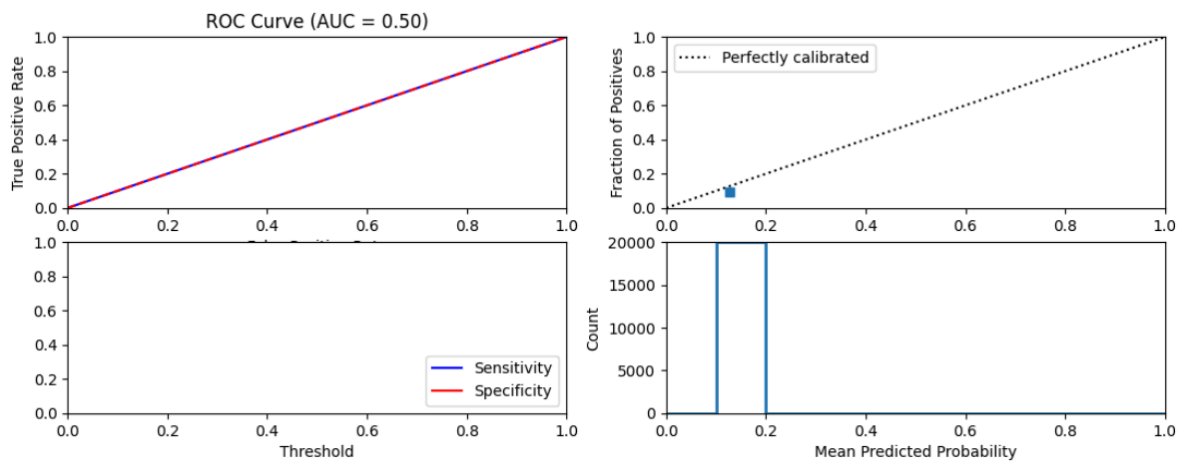 ROC Curve (AUC = 0.50)
True Positive Rate
1.0
0.8
0.6
0.4
0.2
0.0
0.0 0.2 0.4 0.6 0.8 1.0
Fraction of Positives
1.0
0.8
0.6
0.4
0.2
0.0
Perfectly calibrated
0.0 0.2 0.4 0.6 0.8 1.0
1.0
0.8
0.6
0.4
0.2
0.0
Sensitivity
Specificity
0.0 0.2 0.4 0.6 0.8 1.0
Threshold
Count
20000
15000
10000
5000
0
0.0 0.2 0.4 0.6 0.8 1.0
Mean Predicted Probability